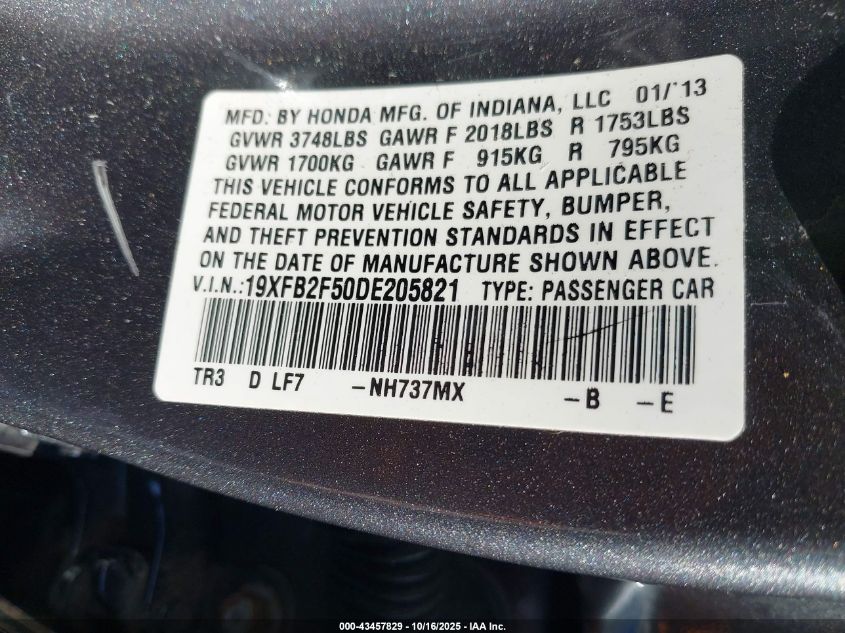 MFD. BY HONDA MFG. OF INDIANA, LLC 01/'13
GVWR 3748LBS GAWR F 2018LBS R 1753LBS
GVWR 1700KG GAWR F 915KG R 795KG
THIS VEHICLE CONFORMS TO ALL APPLICABLE
FEDERAL MOTOR VEHICLE SAFETY, BUMPER,
AND THEFT PREVENTION STANDARDS IN EFFECT
ON THE DATE OF MANUFACTURE SHOWN ABOVE.
V.I.N.:19XFB2F50DE205821 TYPE: PASSENGER CAR
TR3 D LF7 -NH737MX -B -E
000-43457829 - 10/16/2025 - IAA Inc.